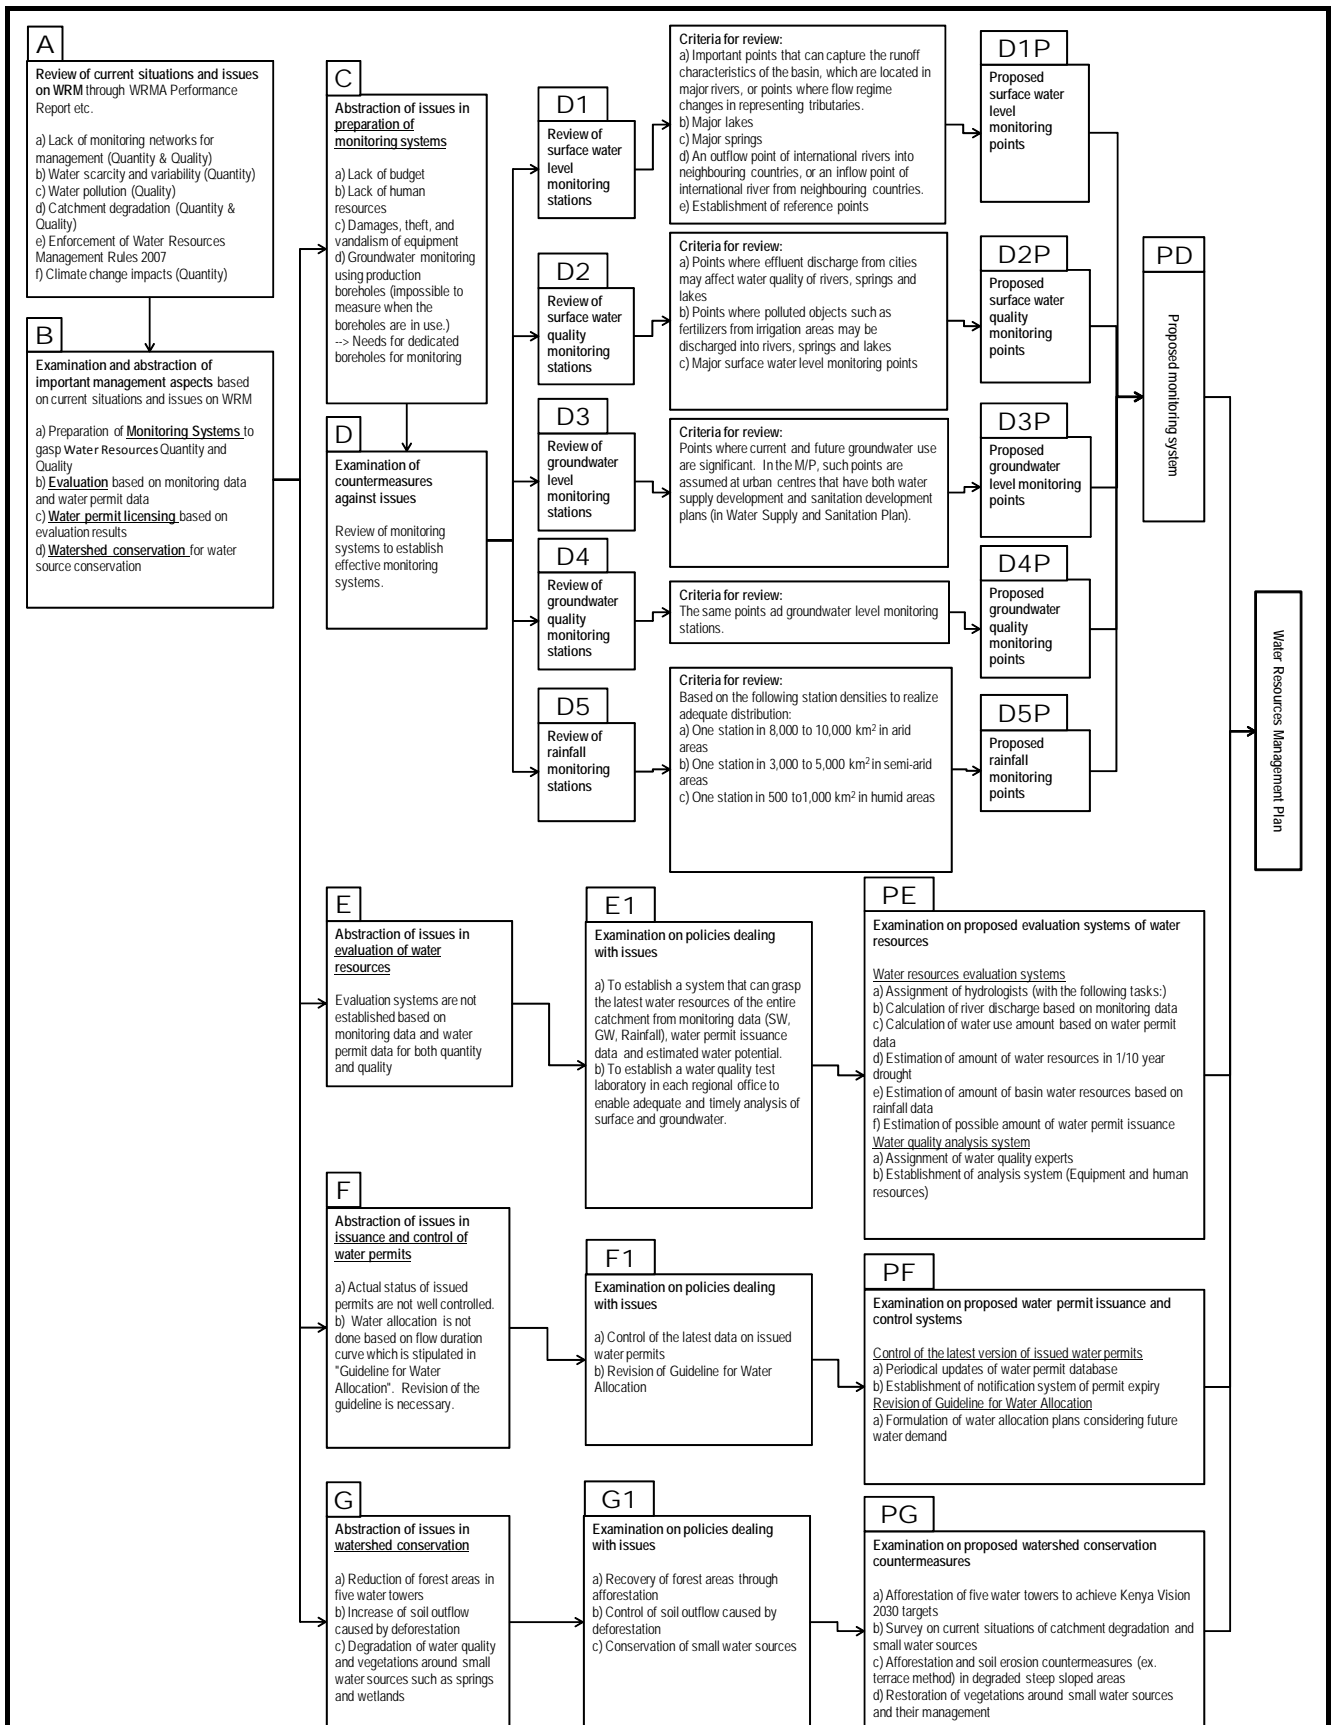 A
Review of current situations and issues
on WRM through WRMA Performance
Report etc.
a) Lack of monitoring networks for
management (Quantity & Quality)
b) Water scarcity and variability (Quantity)
c) Water pollution (Quality)
d) Catchment degradation (Quantity &
Quality)
e) Enforcement of Water Resources
Management Rules 2007
f) Climate change impacts (Quantity)
B
Examination and abstraction of
important management aspects based
on current situations and issues on WRM
a) Preparation of Monitoring Systems to
gasp Water Resources Quantity and
Quality
b) Evaluation based on monitoring data
and water permit data
c) Water permit licensing based on
evaluation results
d) Watershed conservation for water
source conservation
C
Abstraction of issues in
preparation of
monitoring systems
a) Lack of budget
b) Lack of human
resources
c) Damages, theft, and
vandalism of equipment
d) Groundwater monitoring
using production
boreholes (impossible to
measure when the
boreholes are in use.)
--> Needs for dedicated
boreholes for monitoring
D
Examination of
countermeasures
against issues
Review of monitoring
systems to establish
effective monitoring
systems.
D1
Review of
surface water
level
monitoring
stations
Criteria for review:
a) Important points that can capture the runoff
characteristics of the basin, which are located in
major rivers, or points where flow regime
changes in representing tributaries.
b) Major lakes
c) Major springs
d) An outflow point of international rivers into
neighbouring countries, or an inflow point of
international river from neighbouring countries.
e) Establishment of reference points
D1P
Proposed
surface water
level
monitoring
points
D2
Review of
surface water
quality
monitoring
stations
Criteria for review:
a) Points where effluent discharge from cities
may affect water quality of rivers, springs and
lakes
b) Points where polluted objects such as
fertilizers from irrigation areas may be
discharged into rivers, springs and lakes
c) Major surface water level monitoring points
D2P
Proposed
surface water
quality
monitoring
points
D3
Review of
groundwater
level
monitoring
stations
Criteria for review:
Points where current and future groundwater use
are significant. In the M/P, such points are
assumed at urban centres that have both water
supply development and sanitation development
plans (in Water Supply and Sanitation Plan).
D3P
Proposed
groundwater
level monitoring
points
D4
Review of
groundwater
quality
monitoring
stations
Criteria for review:
The same points ad groundwater level monitoring
stations.
D4P
Proposed
groundwater
quality
monitoring
points
D5
Review of
rainfall
monitoring
stations
Criteria for review:
Based on the following station densities to realize
adequate distribution:
a) One station in 8,000 to 10,000 km² in arid
areas
b) One station in 3,000 to 5,000 km² in semi-arid
areas
c) One station in 500 to1,000 km² in humid areas
D5P
Proposed
rainfall
monitoring
points
PD
Proposed monitoring system
Water Resources Management Plan
E
Abstraction of issues in
evaluation of water
resources
Evaluation systems are not
established based on
monitoring data and water
permit data for both quantity
and quality
E1
Examination on policies dealing
with issues
a) To establish a system that can grasp
the latest water resources of the entire
catchment from monitoring data (SW,
GW, Rainfall), water permit issuance
data and estimated water potential.
b) To establish a water quality test
laboratory in each regional office to
enable adequate and timely analysis of
surface and groundwater.
PE
Examination on proposed evaluation systems of water
resources
Water resources evaluation systems
a) Assignment of hydrologists (with the following tasks:)
b) Calculation of river discharge based on monitoring data
c) Calculation of water use amount based on water permit
data
d) Estimation of amount of water resources in 1/10 year
drought
e) Estimation of amount of basin water resources based on
rainfall data
f) Estimation of possible amount of water permit issuance
Water quality analysis system
a) Assignment of water quality experts
b) Establishment of analysis system (Equipment and human
resources)
F
Abstraction of issues in
issuance and control of
water permits
a) Actual status of issued
permits are not well controlled.
b) Water allocation is not
done based on flow duration
curve which is stipulated in
"Guideline for Water
Allocation". Revision of the
guideline is necessary.
F1
Examination on policies dealing
with issues
a) Control of the latest data on issued
water permits
b) Revision of Guideline for Water
Allocation
PF
Examination on proposed water permit issuance and
control systems
Control of the latest version of issued water permits
a) Periodical updates of water permit database
b) Establishment of notification system of permit expiry
Revision of Guideline for Water Allocation
a) Formulation of water allocation plans considering future
water demand
G
Abstraction of issues in
watershed conservation
a) Reduction of forest areas in
five water towers
b) Increase of soil outflow
caused by deforestation
c) Degradation of water quality
and vegetations around small
water sources such as springs
and wetlands
G1
Examination on policies dealing
with issues
a) Recovery of forest areas through
afforestation
b) Control of soil outflow caused by
deforestation
c) Conservation of small water sources
PG
Examination on proposed watershed conservation
countermeasures
a) Afforestation of five water towers to achieve Kenya Vision
2030 targets
b) Survey on current situations of catchment degradation and
small water sources
c) Afforestation and soil erosion countermeasures (ex.
terrace method) in degraded steep sloped areas
d) Restoration of vegetations around small water sources
and their management